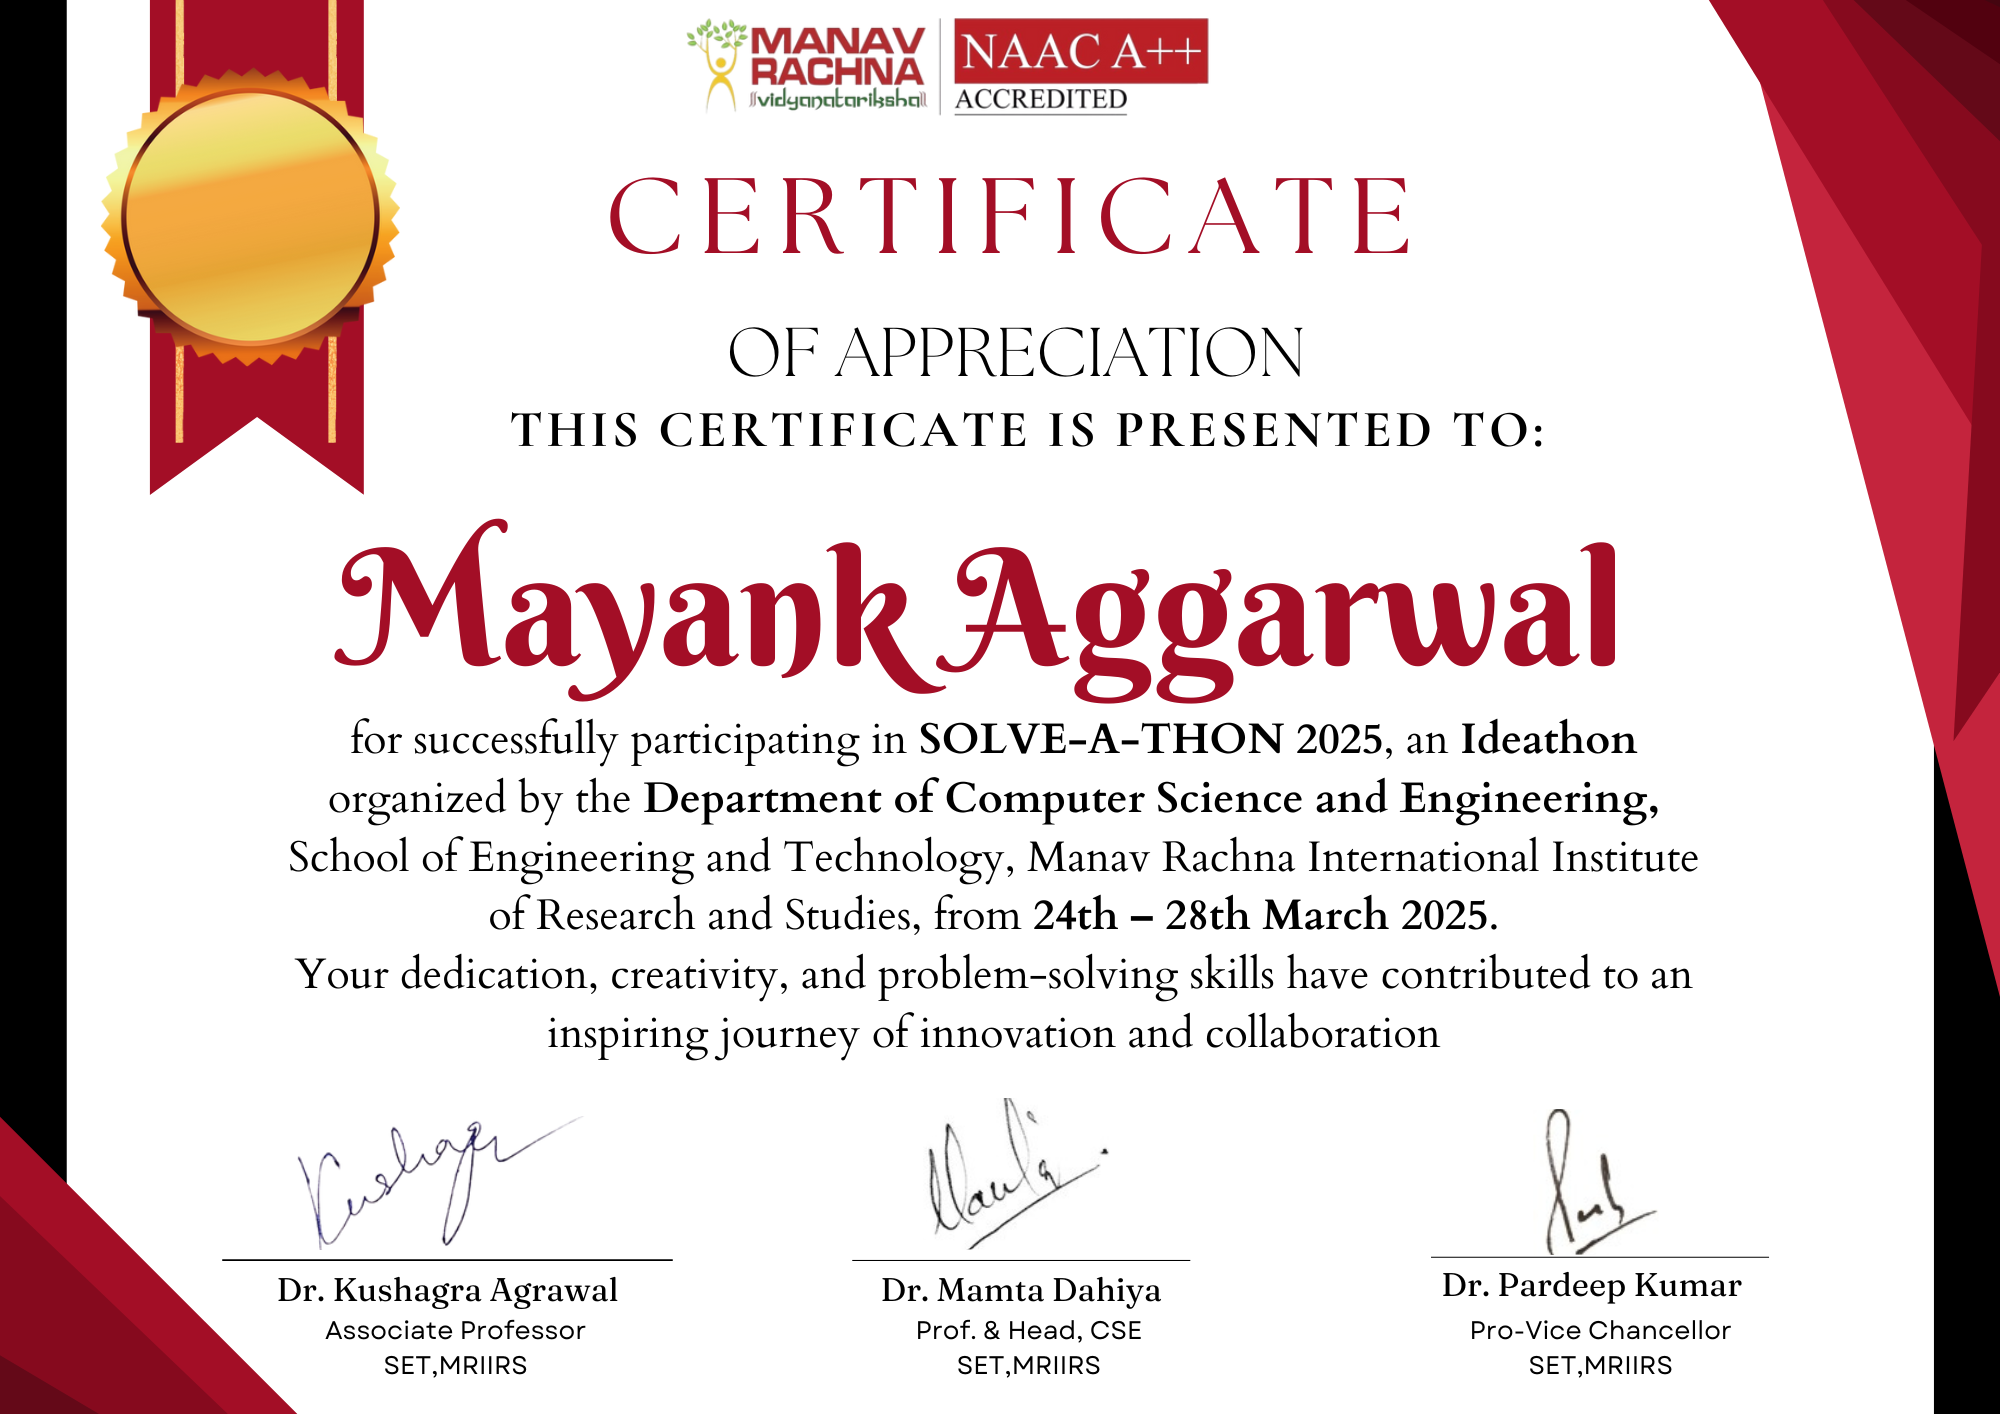 MANAV
RACHNA
vidyanatariksha
NAAC A++
ACCREDITED
CERTIFICATE
OF APPRECIATION
THIS CERTIFICATE IS PRESENTED TO:
Mayank Aggarwal
for successfully participating in SOLVE-A-THON 2025, an Ideathon
organized by the Department of Computer Science and Engineering,
School of Engineering and Technology, Manav Rachna International Institute
of Research and Studies, from 24th – 28th March 2025.
Your dedication, creativity, and problem-solving skills have contributed to an
inspiring journey of innovation and collaboration
Kushagra
Dr. Kushagra Agrawal
Associate Professor
SET,MRIIRS
Dr. Mamta Dahiya
Prof. & Head, CSE
SET,MRIIRS
Dr. Pardeep Kumar
Pro-Vice Chancellor
SET,MRIIRS